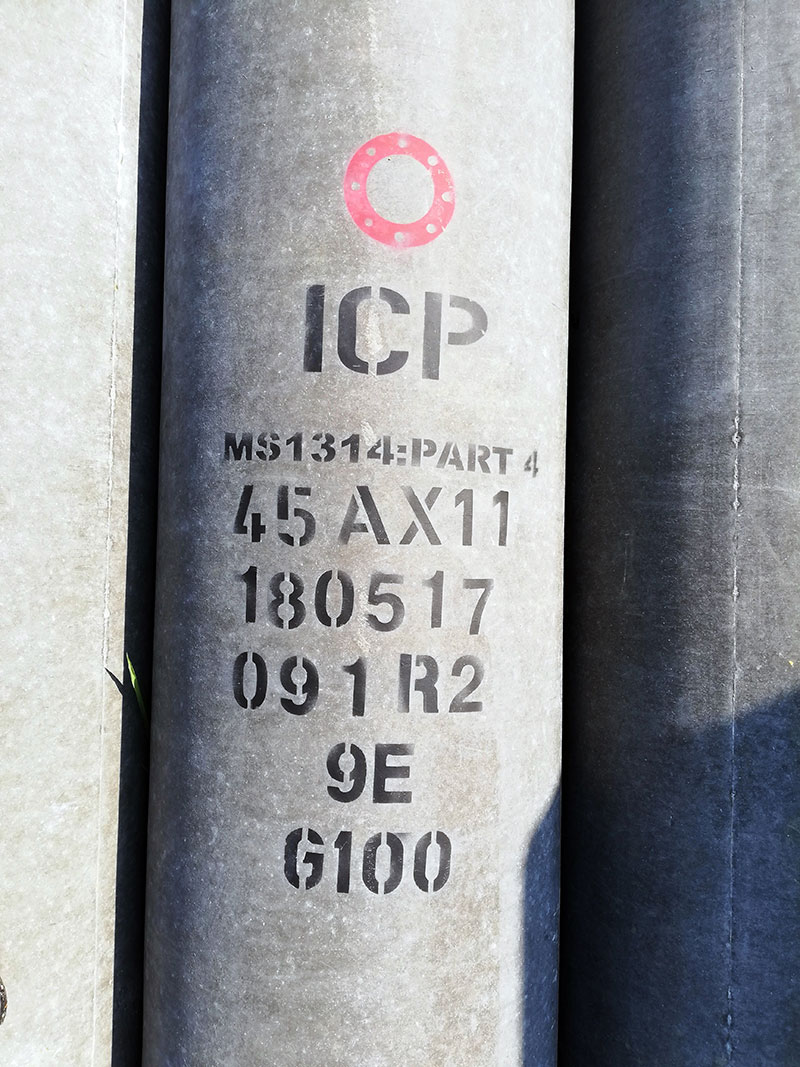 ICP
MS1314:PART 4
45 AX11
180517
091 R2
9E
G100